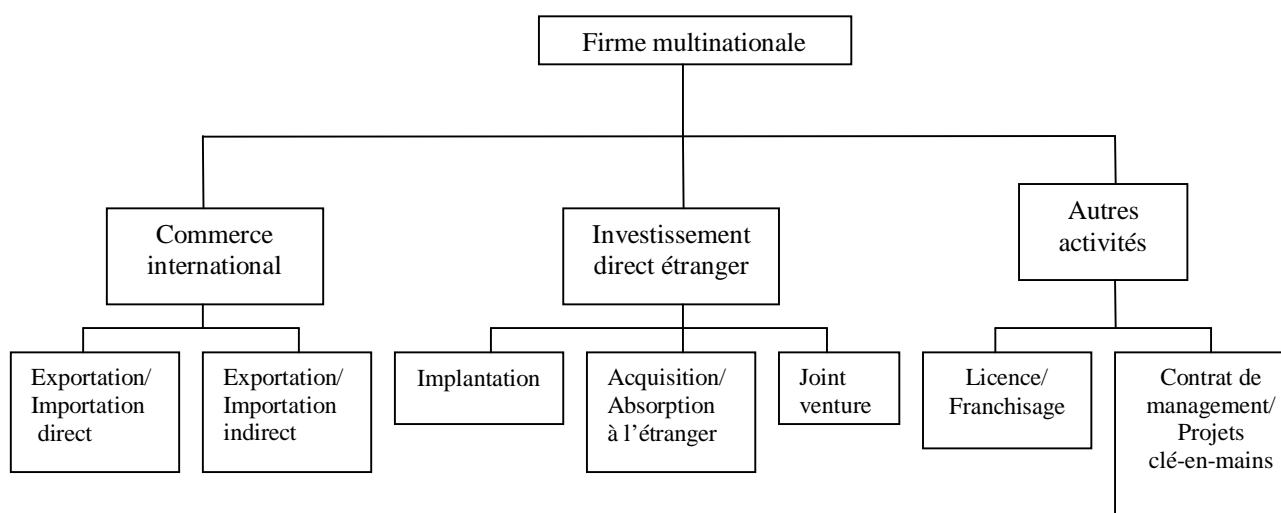 Firme multinationale
Commerce
international
Investissement
direct étranger
Autres
activités
Exportation/
Importation
direct
Exportation/
Importation
indirect
Implantation
Acquisition/
Absorption
à l’étranger
Joint
venture
Licence/
Franchisage
Contrat de
management/
Projets
clé-en-mains